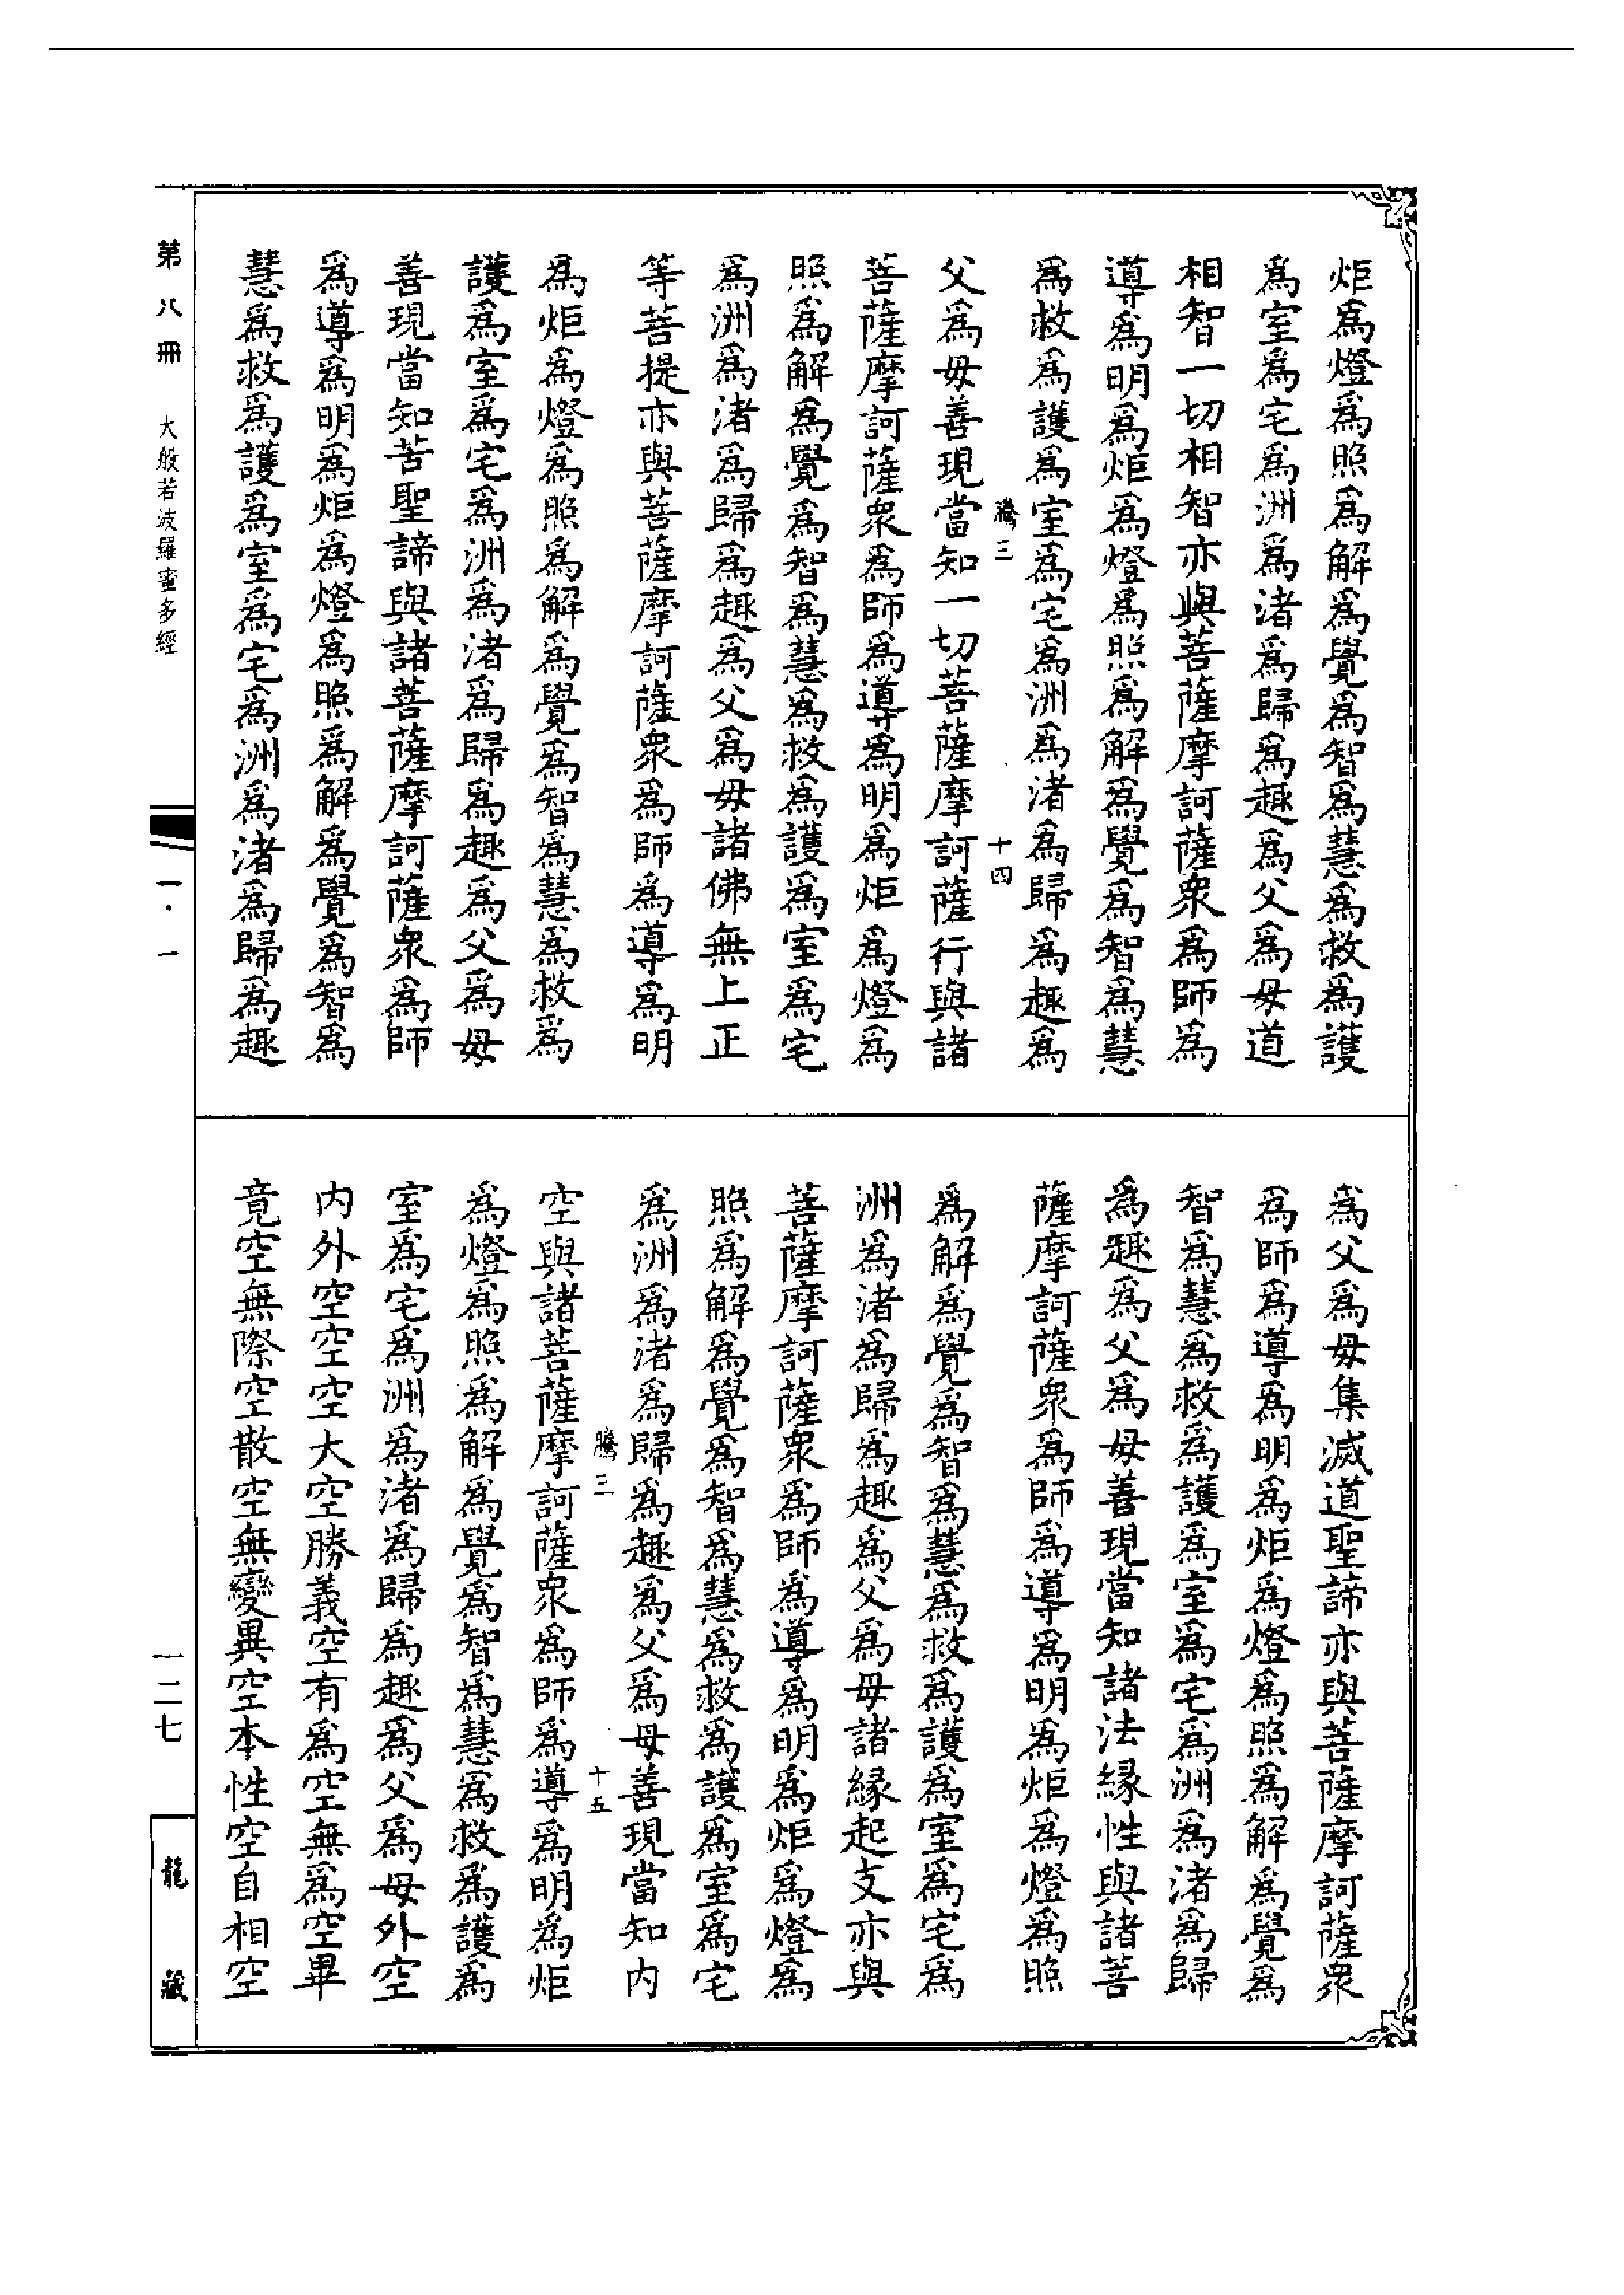 炬爲燈爲照爲解爲覺爲智爲慧爲救爲護
爲室爲宅爲洲爲渚爲歸爲趣爲父爲母道
相智一切相智亦與菩薩摩訶薩衆爲師爲
導爲明爲炬爲燈爲照爲解爲覺爲智爲慧
爲救爲護爲室爲宅爲洲爲渚爲歸爲趣爲
騰三 十四
父爲母善現當知一切菩薩摩訶薩行與諸
菩薩摩訶薩衆爲師爲導爲明爲炬爲燈爲
照爲解爲覺爲智爲慧爲救爲護爲室爲宅
爲洲爲渚爲歸爲趣爲父爲母諸佛無上正
等菩提亦與菩薩摩訶薩衆爲師爲導爲明
爲炬爲燈爲照爲解爲覺爲智爲慧爲救爲
護爲室爲宅爲洲爲渚爲歸爲趣爲父爲母
善現當知苦聖諦與諸菩薩摩訶薩衆爲師
爲導爲明爲炬爲燈爲照爲解爲覺爲智爲
慧爲救爲護爲室爲宅爲洲爲渚爲歸爲趣
爲父爲母集滅道聖諦亦與菩薩摩訶薩衆
爲師爲導爲明爲炬爲燈爲照爲解爲覺爲
智爲慧爲救爲護爲室爲宅爲洲爲渚爲歸
爲趣爲父爲母善現當知諸法緣性與諸菩
薩摩訶薩衆爲師爲導爲明爲炬爲燈爲照
爲解爲覺爲智爲慧爲救爲護爲室爲宅爲
洲爲渚爲歸爲趣爲父爲母諸緣起支亦與
菩薩摩訶薩衆爲師爲導爲明爲炬爲燈爲
照爲解爲覺爲智爲慧爲救爲護爲室爲宅
爲洲爲渚爲歸爲趣爲父爲母善現當知內
騰三 十五
空與諸菩薩摩訶薩衆爲師爲導爲明爲炬
爲燈爲照爲解爲覺爲智爲慧爲救爲護爲
室爲宅爲洲爲渚爲歸爲趣爲父爲母外空
內外空空空大空勝義空有爲空無爲空畢
竟空無際空散空無變異空本性空自相空
第八冊 大般若波羅蜜多經 一·一 一二七 龍藏